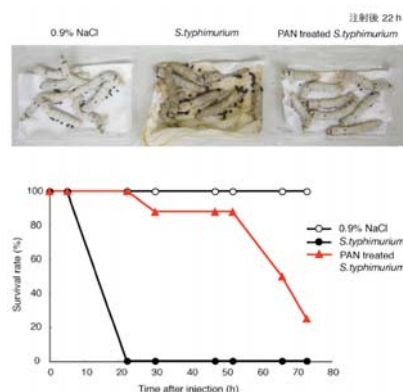 注射後 22 h
0.9% NaCl
S.typhimurium
PAN treated S.typhimurium
Survival rate (%)
100
80
60
40
20
0
0
10
20
30
40
50
60
70
80
Time after injection (h)
0.9% NaCl
S.typhimurium
PAN treated
S.typhimurium